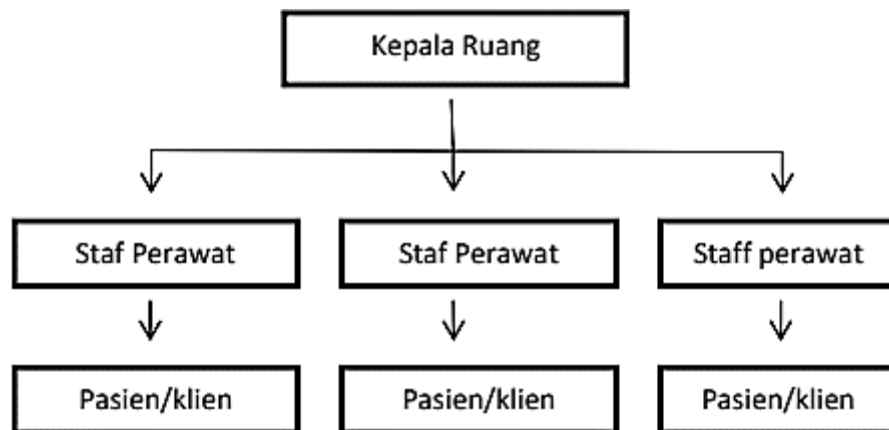 Kepala Ruang
Staf Perawat
Staf Perawat
Staff perawat
Pasien/klien
Pasien/klien
Pasien/klien